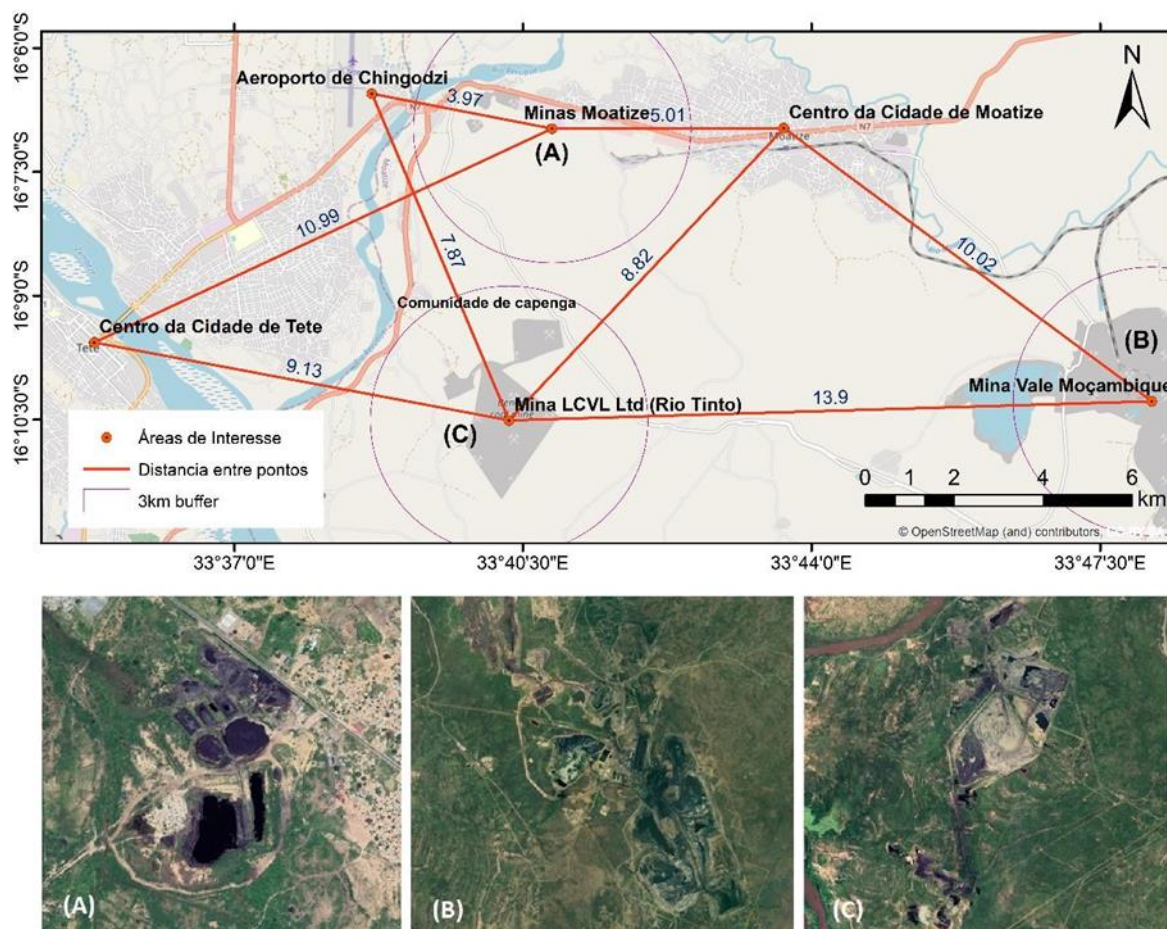 16°6'0"S
16°7'30"S
16°9'0"S
16°10'30"S
Aeroporto de Chingodzi
3.97
Minas Moatize
5.01
Centro da Cidade de Moatize
N
(A)
Moatize
N7
Moatize
10.99
7.87
8.82
10.02
Comunidade de capenga
Centro da Cidade de Tete
Tete
9.13
(B)
Mina Vale Moçambique
13.9
Mina LCVL Ltd (Rio Tinto)
(C)
Áreas de Interesse
Distancia entre pontos
3km buffer
0 1 2 4 6
km
© OpenStreetMap (and) contributors,
33°37'0"E
33°40'30"E
33°44'0"E
33°47'30"E
(A)
(B)
(C)